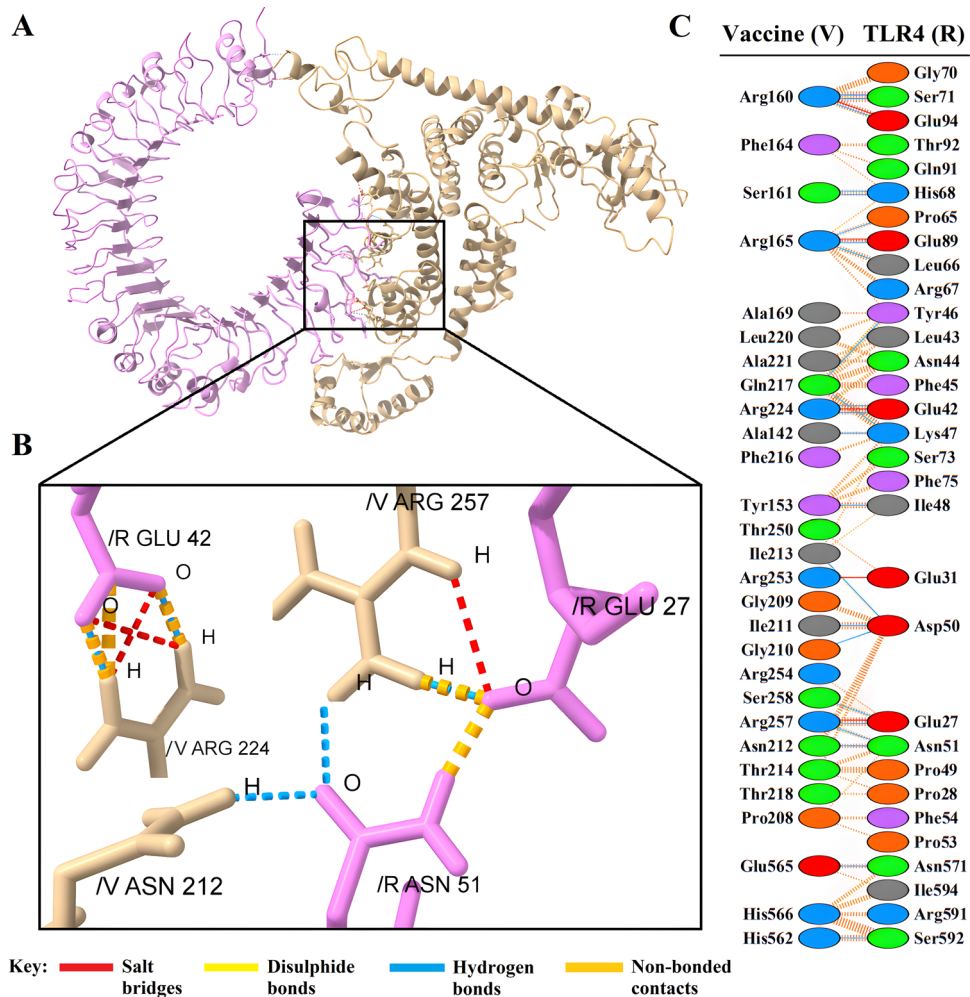 A
C
Vaccine (V) TLR4 (R)
Gly70
Arg160 Ser71
Glu94
Phe164 Thr92
Gln91
Ser161 His68
Pro65
Arg165 Glu89
Leu66
Arg67
Ala169 Tyr46
Leu220 Leu43
Ala221 Asn44
Gln217 Phe45
Arg224 Glu42
Ala142 Lys47
Phe216 Ser73
Phe75
Tyr153 Ile48
Thr250
Ile213
Arg253 Glu31
Gly209
Ile211 Asp50
Gly210
Arg254
Ser258
Arg257 Glu27
Asn212 Asn51
Thr214 Pro49
Thr218 Pro28
Pro208 Phe54
Pro53
Glu565 Asn571
Ile594
His566 Arg591
His562 Ser592
B
/V ARG 257
/R GLU 42
H
O
O
/R GLU 27
H
H
H
H
O
/V ARG 224
O
H
/V ASN 212
/R ASN 51
Key: Salt bridges
Disulphide bonds
Hydrogen bonds
Non-bonded contacts